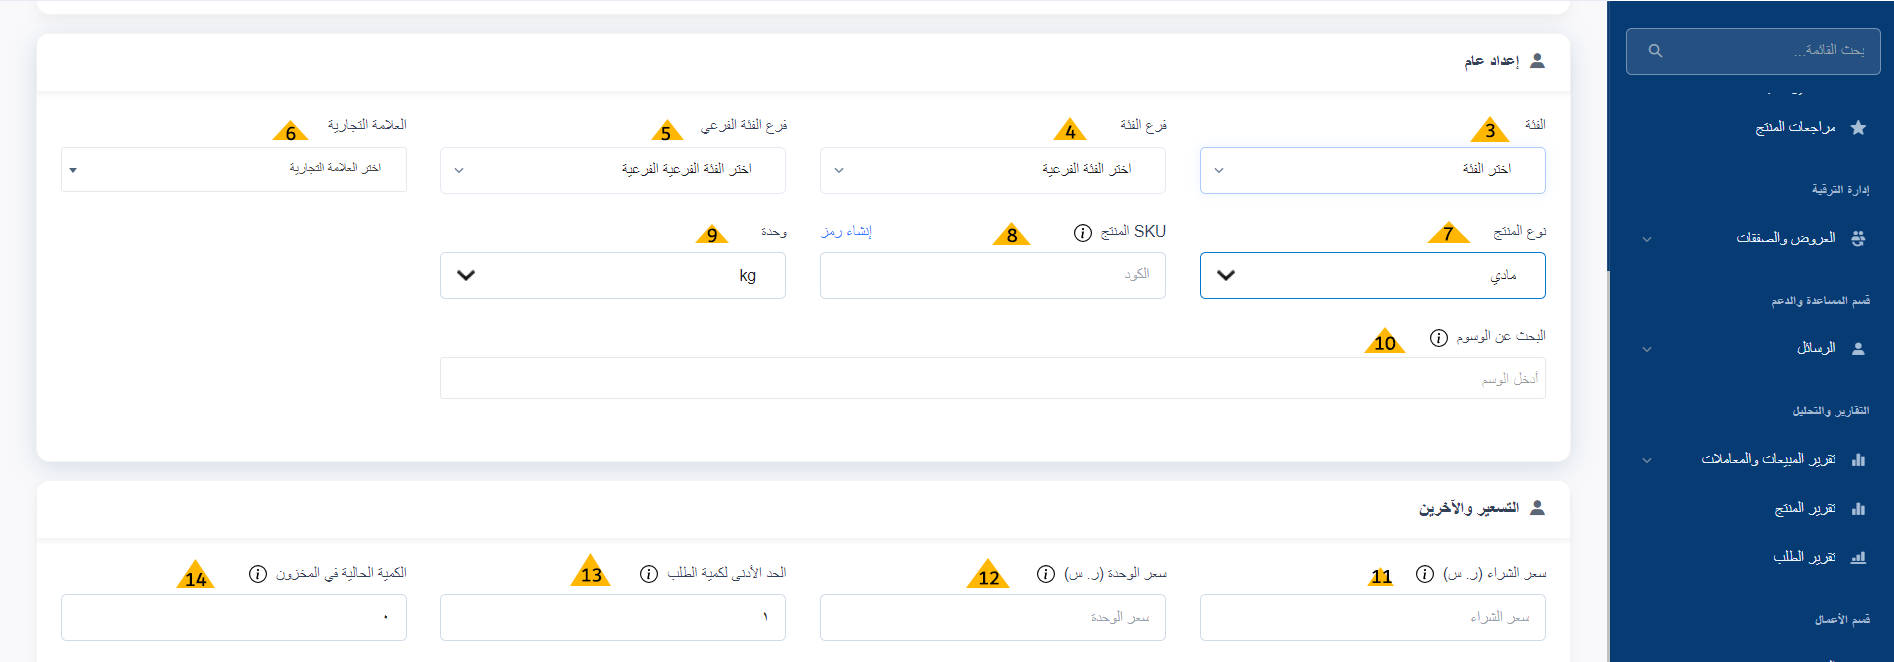 بحث القائمة...
مراجعات المنتج
إدارة الترقية
العروض والصفقات
قسم المساعدة والدعم
الرسائل
التقارير والتحليل
تقرير المبيعات والمعاملات
تقرير المنتج
تقرير الطلب
قسم الأعمال
إعداد عام
الفئة 3
اختر الفئة
فرع الفئة 4
اختر الفئة الفرعية
فرع الفئة الفرعي 5
اختر الفئة الفرعية الفرعية
العلامة التجارية 6
اختر العلامة التجارية
نوع المنتج 7
مادي
SKU المنتج 8
إنشاء رمز
الكود
وحدة 9
kg
البحث عن الوسوم 10
أدخل الوسم
التسعير والآخرين
سعر الشراء (ر. س) 11
سعر الشراء
سعر الوحدة (ر. س) 12
سعر الوحدة
الحد الأدنى لكمية الطلب 13
١
الكمية الحالية في المخزون 14
٠